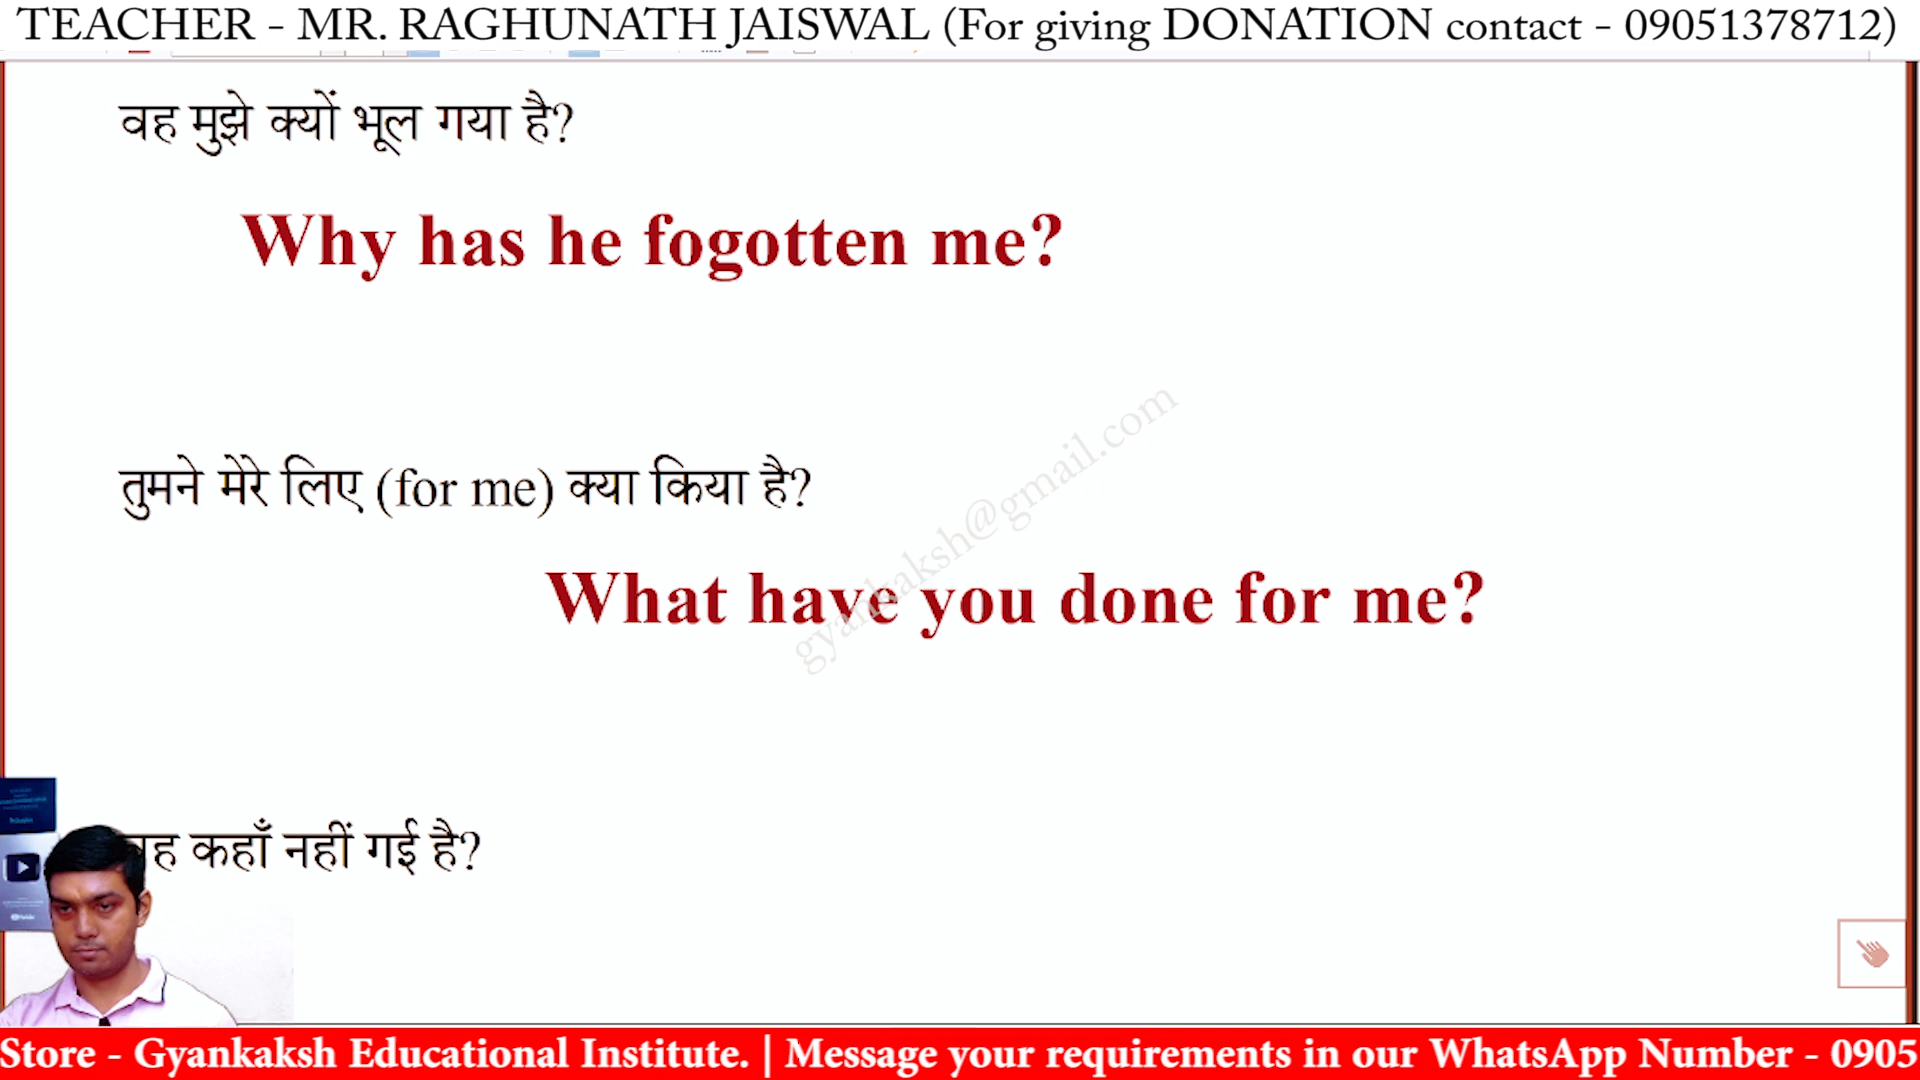 TEACHER - MR. RAGHUNATH JAISWAL (For giving DONATION contact - 09051378712)
वह मुझे क्यों भूल गया है?
Why has he fogotten me?
तुमने मेरे लिए (for me) क्या किया है?
What have you done for me?
gyankaksh@gmail.com
कहाँ नहीं गई है?
Store - Gyankaksh Educational Institute. | Message your requirements in our WhatsApp Number - 0905